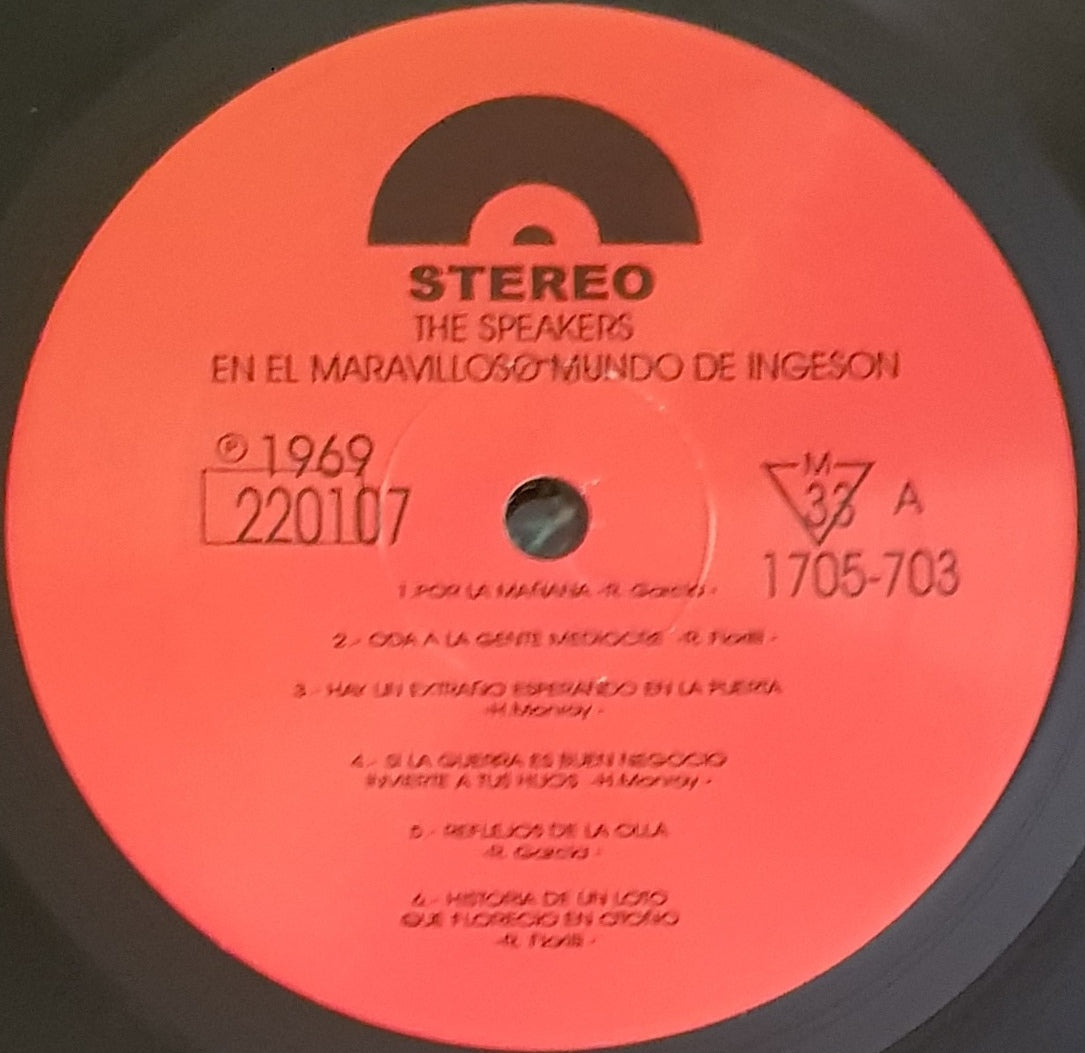 STEREO
THE SPEAKERS
EN EL MARAVILLOSO MUNDO DE INGESON
℗ 1969
220107
M
33 A
1705-703
1.POR LA MAÑANA -R. García -
2.- ODA A LA GENTE MEDIOCRE -R. Fiorilli -
3.- HAY UN EXTRAÑO ESPERANDO EN LA PUERTA
-H.Monroy -
4.- SI LA GUERRA ES BUEN NEGOCIO
INVIERTE A TUS HIJOS -H.Monroy -
5.- REFLEJOS DE LA OLLA
-R. García -
6.- HISTORIA DE UN LOTO
QUE FLORECIO EN OTOÑO
-R. Fiorilli -